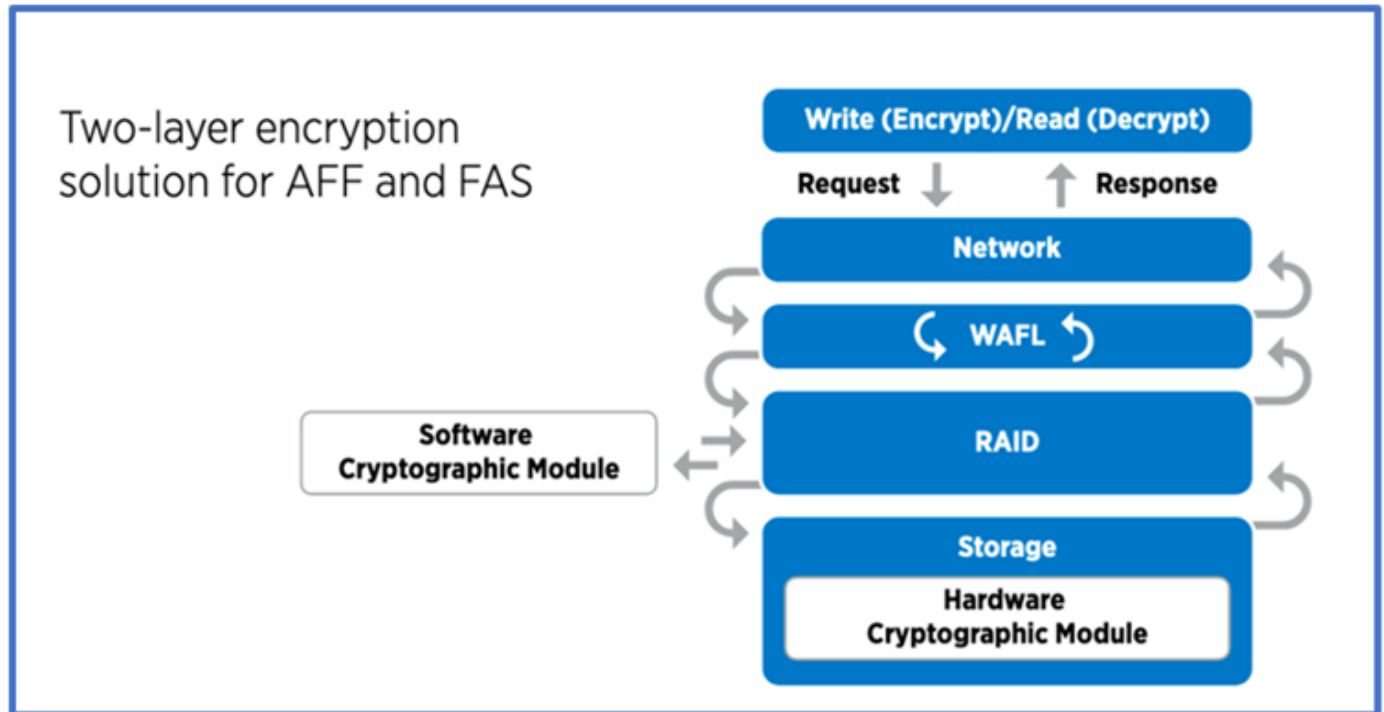 Two-layer encryption
solution for AFF and FAS
Write (Encrypt)/Read (Decrypt)
Request
Response
Network
WAFL
RAID
Software
Cryptographic Module
Storage
Hardware
Cryptographic Module